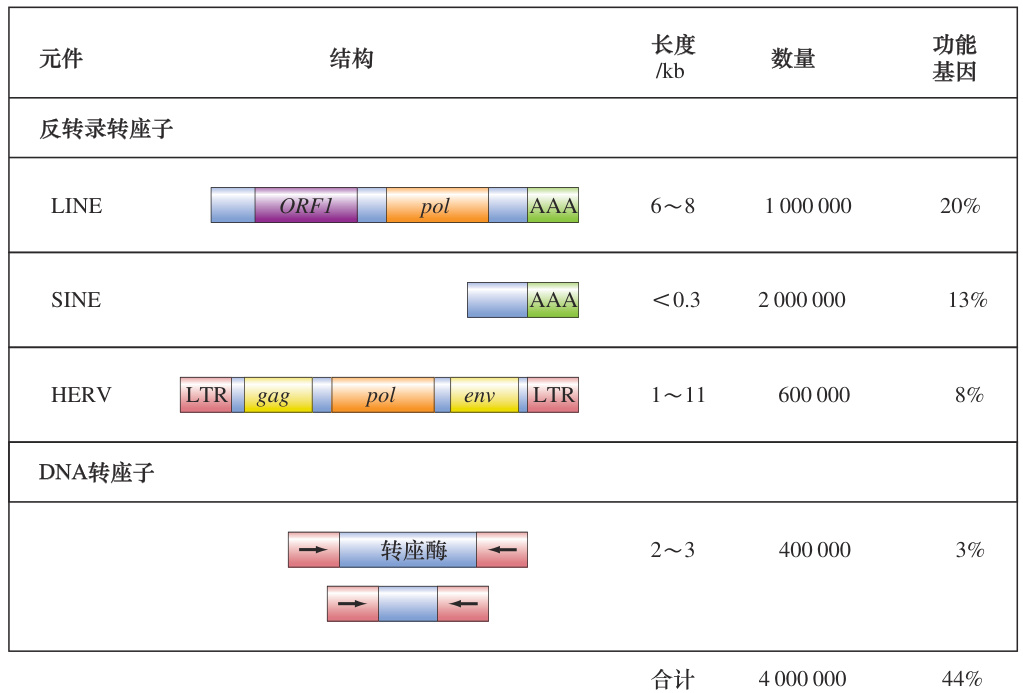 元件 结构 长度/kb 数量 功能基因
反转录转座子
LINE ORF1 pol AAA 6～8 1 000 000 20%
SINE AAA ＜0.3 2 000 000 13%
HERV LTR gag pol env LTR 1～11 600 000 8%
DNA转座子
转座酶 2～3 400 000 3%
合计 4 000 000 44%